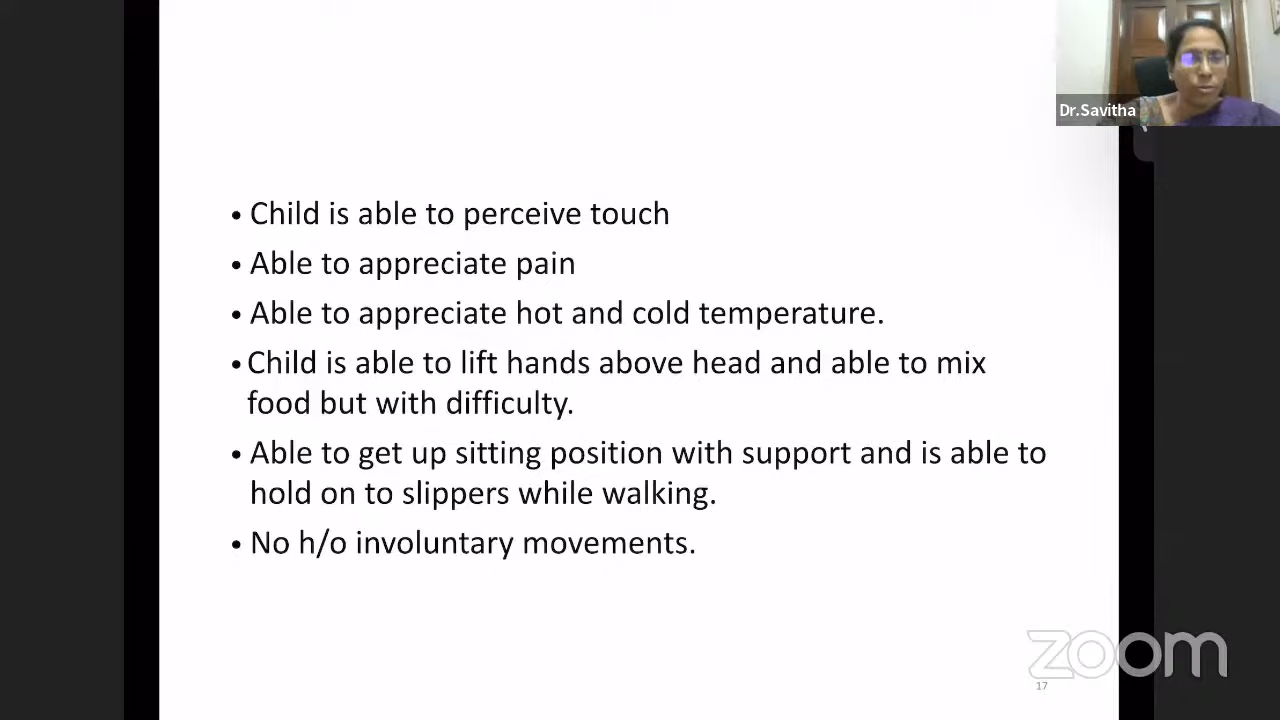 Dr.Savitha
• Child is able to perceive touch
• Able to appreciate pain
• Able to appreciate hot and cold temperature.
• Child is able to lift hands above head and able to mix
food but with difficulty.
• Able to get up sitting position with support and is able to
hold on to slippers while walking.
• No h/o involuntary movements.
zoom
17